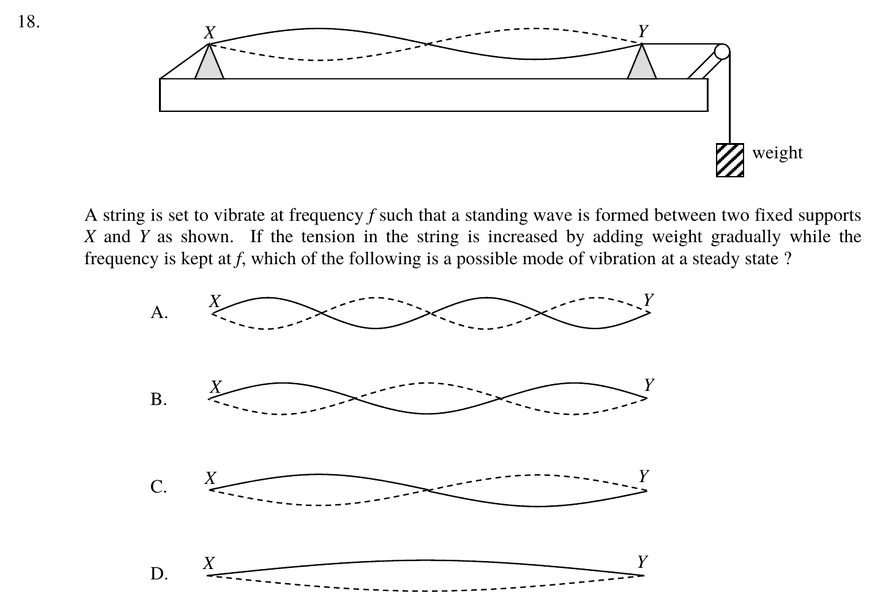 18.
X
Y
weight
A string is set to vibrate at frequency f such that a standing wave is formed between two fixed supports
X and Y as shown. If the tension in the string is increased by adding weight gradually while the
frequency is kept at f, which of the following is a possible mode of vibration at a steady state ?
A.
X
Y
B.
X
Y
C.
X
Y
D.
X
Y